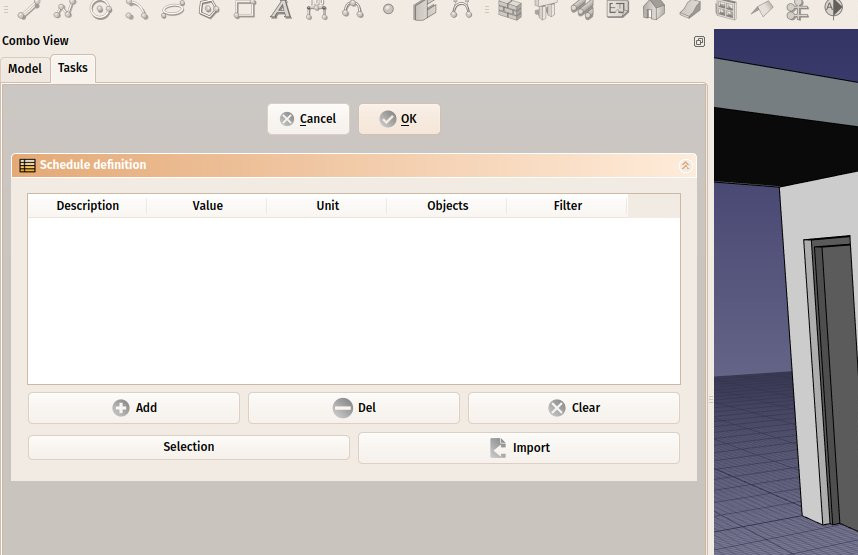 Combo View
Model
Tasks
Cancel
OK
Schedule definition
Description Value Unit Objects Filter
Add
Del
Clear
Selection
Import